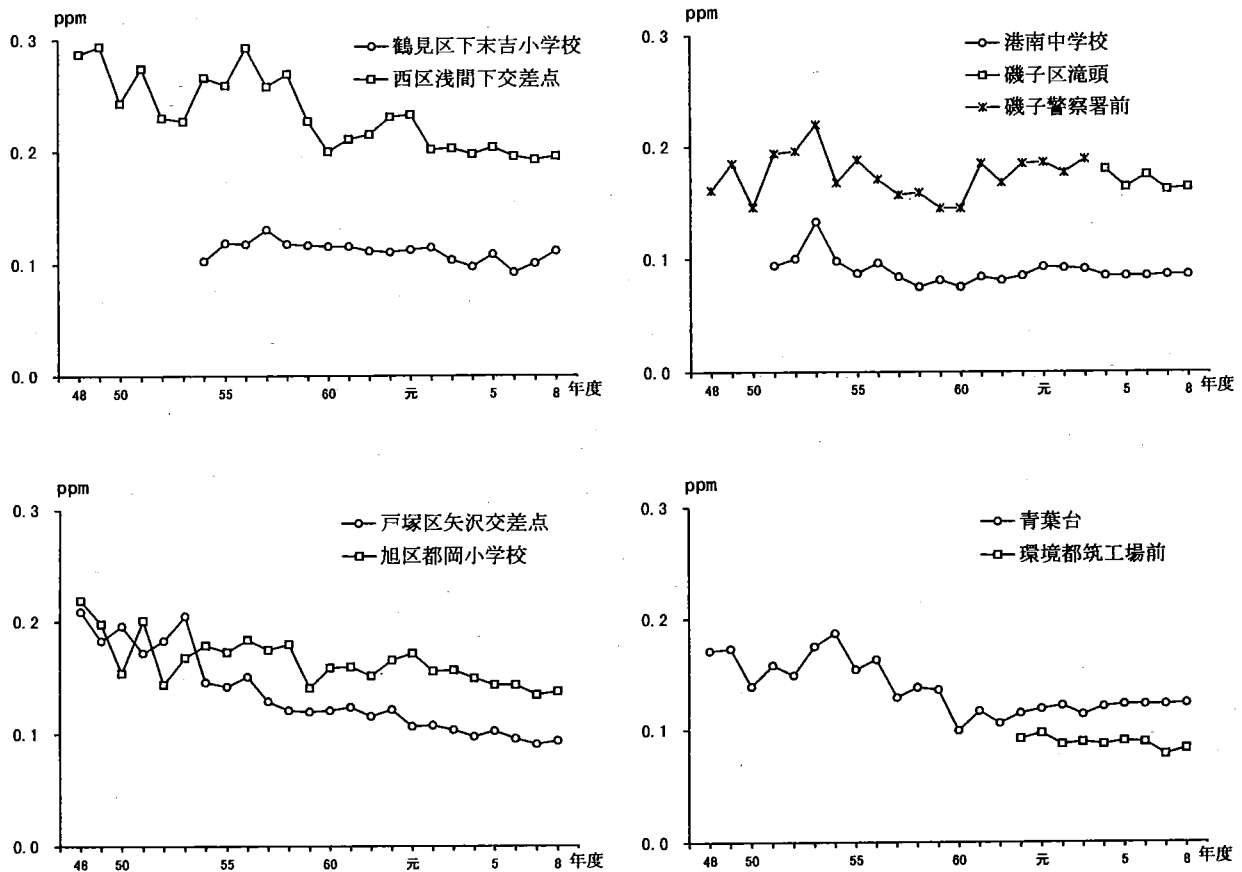 ppm
0.3
鶴見区下末吉小学校
西区浅間下交差点
0.2
0.1
0.0
48 50 55 60 元 5 8 年度
ppm
0.3
港南中学校
磯子区滝頭
磯子警察署前
0.2
0.1
0.0
48 50 55 60 元 5 8 年度
ppm
0.3
戸塚区矢沢交差点
旭区都岡小学校
0.2
0.1
0.0
48 50 55 60 元 5 8 年度
ppm
0.3
青葉台
環境都筑工場前
0.2
0.1
0.0
48 50 55 60 元 5 8 年度